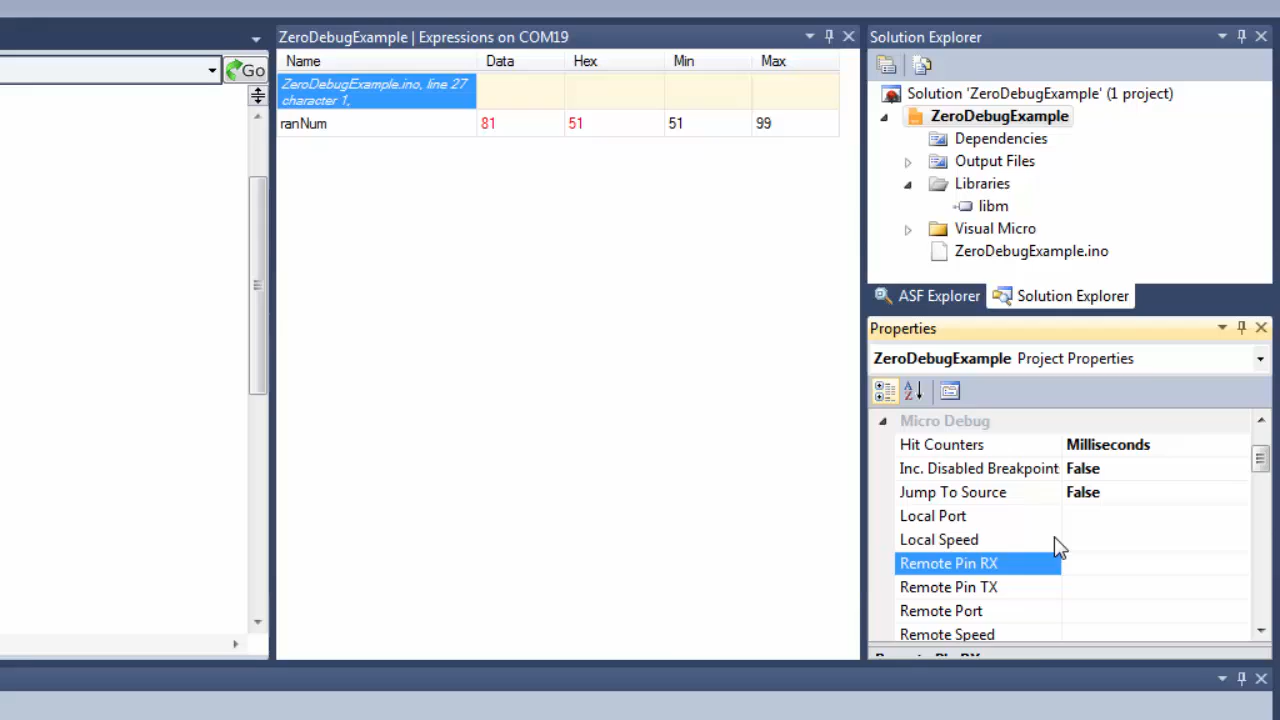 Go
ZeroDebugExample | Expressions on COM19
Name Data Hex Min Max
ZeroDebugExample.ino, line 27
character 1,
ranNum 81 51 51 99
Solution Explorer
Solution 'ZeroDebugExample' (1 project)
ZeroDebugExample
Dependencies
Output Files
Libraries
libm
Visual Micro
ZeroDebugExample.ino
ASF Explorer Solution Explorer
Properties
ZeroDebugExample Project Properties
Micro Debug
Hit Counters Milliseconds
Inc. Disabled Breakpoint False
Jump To Source False
Local Port
Local Speed
Remote Pin RX
Remote Pin TX
Remote Port
Remote Speed
Remote Pin RX